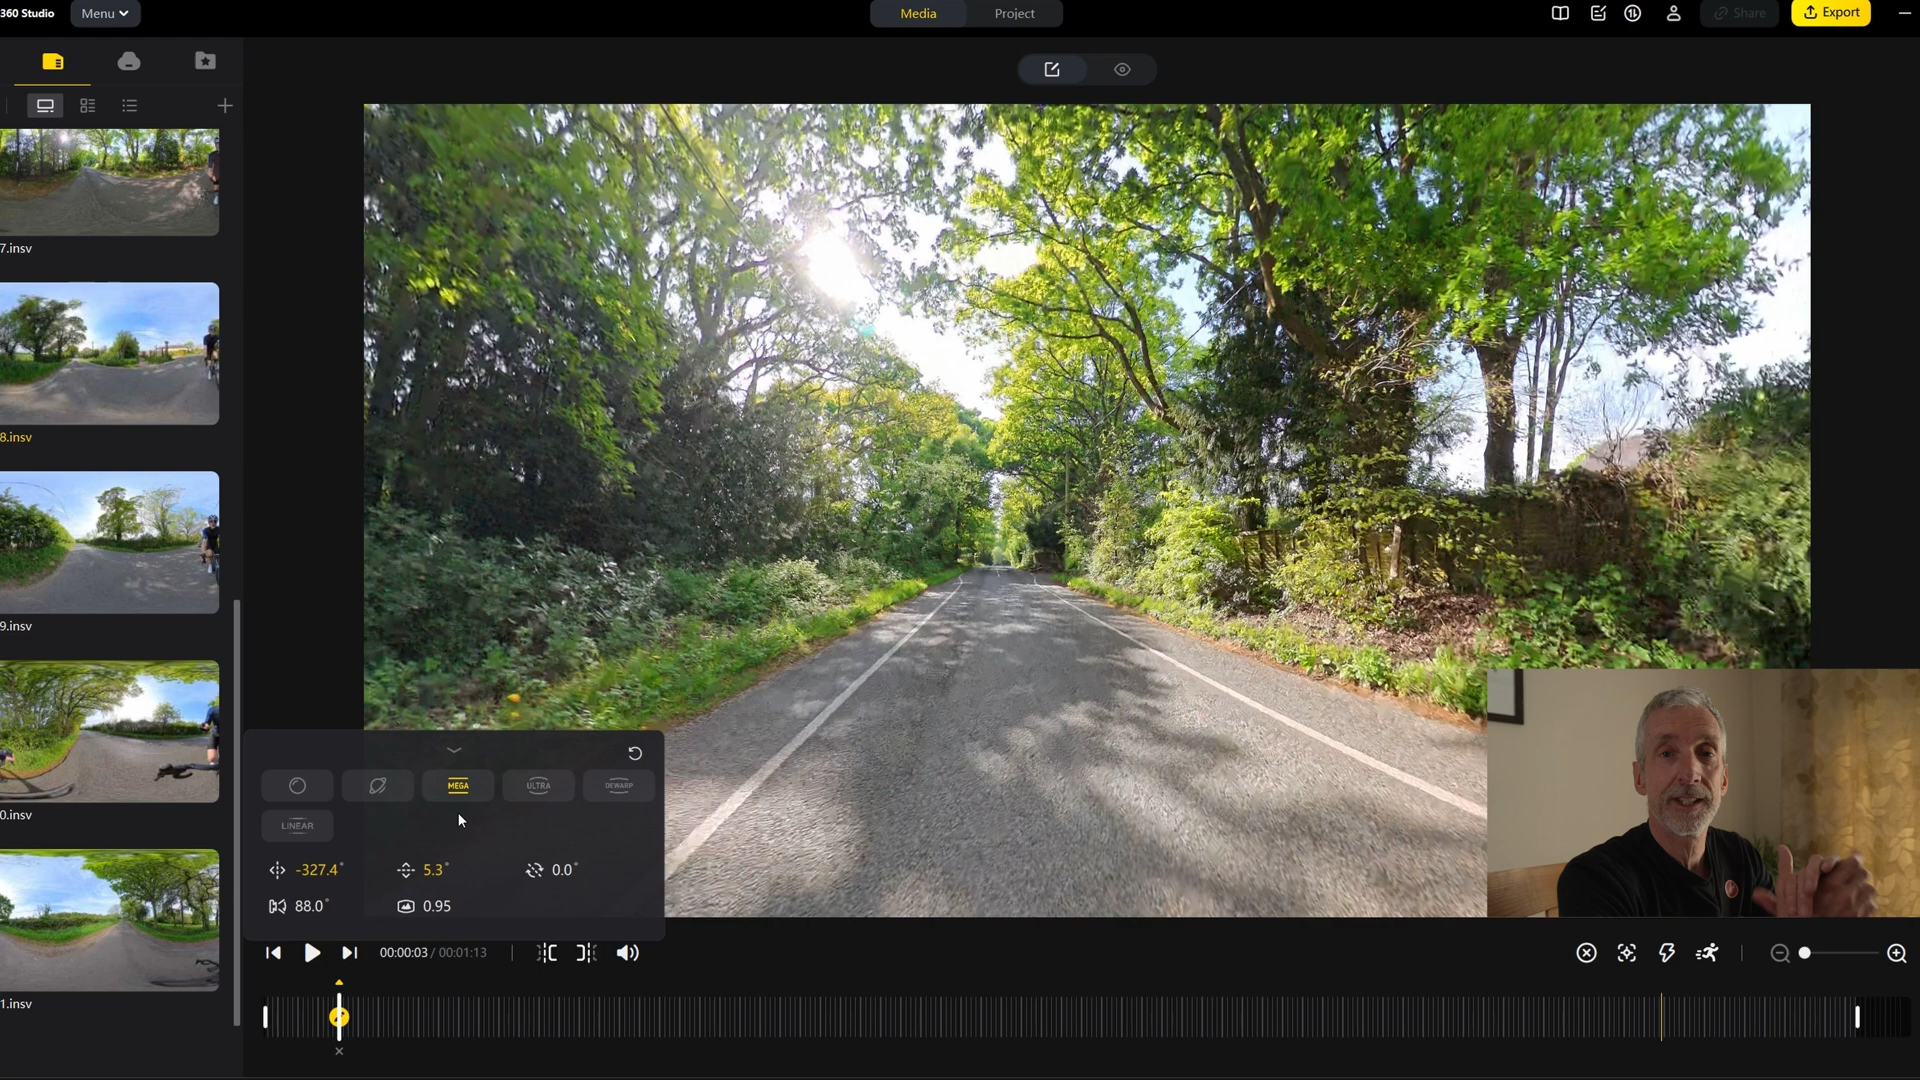 360 Studio
Menu
Media
Project
Share
Export
7.insv
8.insv
9.insv
0.insv
1.insv
MEGA
ULTRA
DEWARP
LINEAR
-327.4°
5.3°
0.0°
88.0°
0.95
00:00:03 / 00:01:13